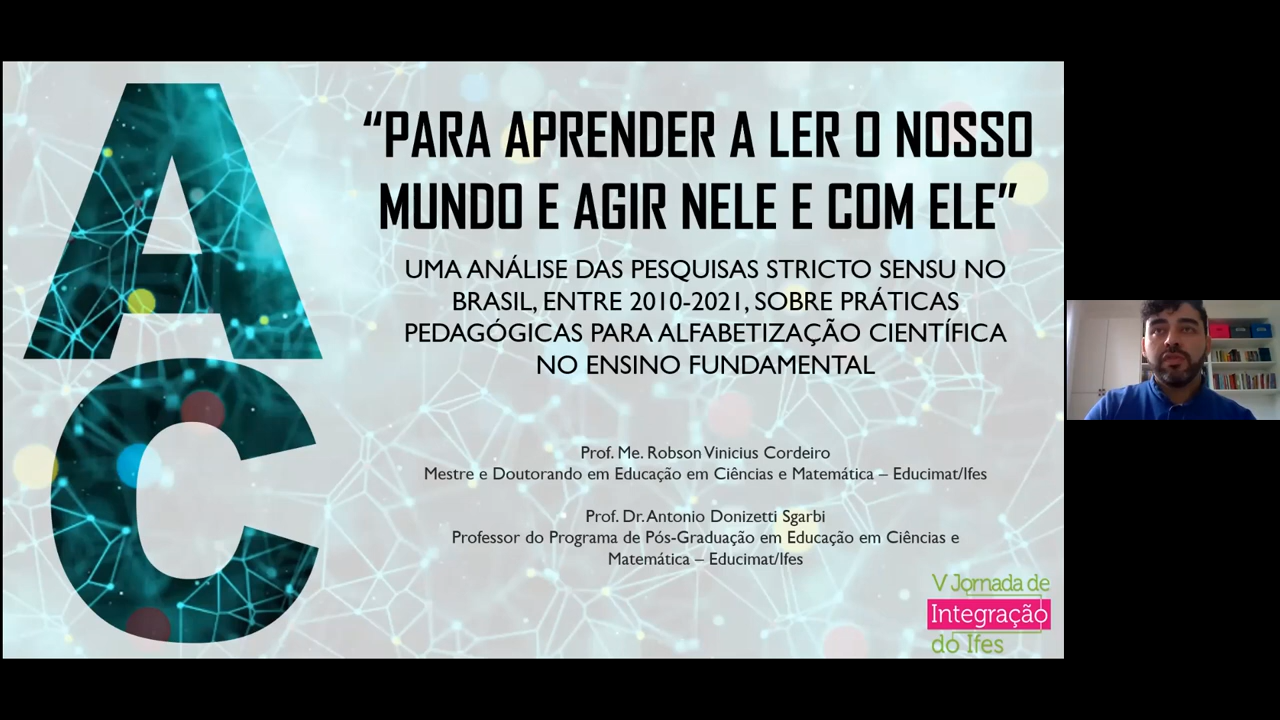 AC
“PARA APRENDER A LER O NOSSO
MUNDO E AGIR NELE E COM ELE”
UMA ANÁLISE DAS PESQUISAS STRICTO SENSU NO
BRASIL, ENTRE 2010-2021, SOBRE PRÁTICAS
PEDAGÓGICAS PARA ALFABETIZAÇÃO CIENTÍFICA
NO ENSINO FUNDAMENTAL
Prof. Me. Robson Vinicius Cordeiro
Mestre e Doutorando em Educação em Ciências e Matemática – Educimat/Ifes
Prof. Dr. Antonio Donizetti Sgarbi
Professor do Programa de Pós-Graduação em Educação em Ciências e
Matemática – Educimat/Ifes
V Jornada de
Integração
do Ifes